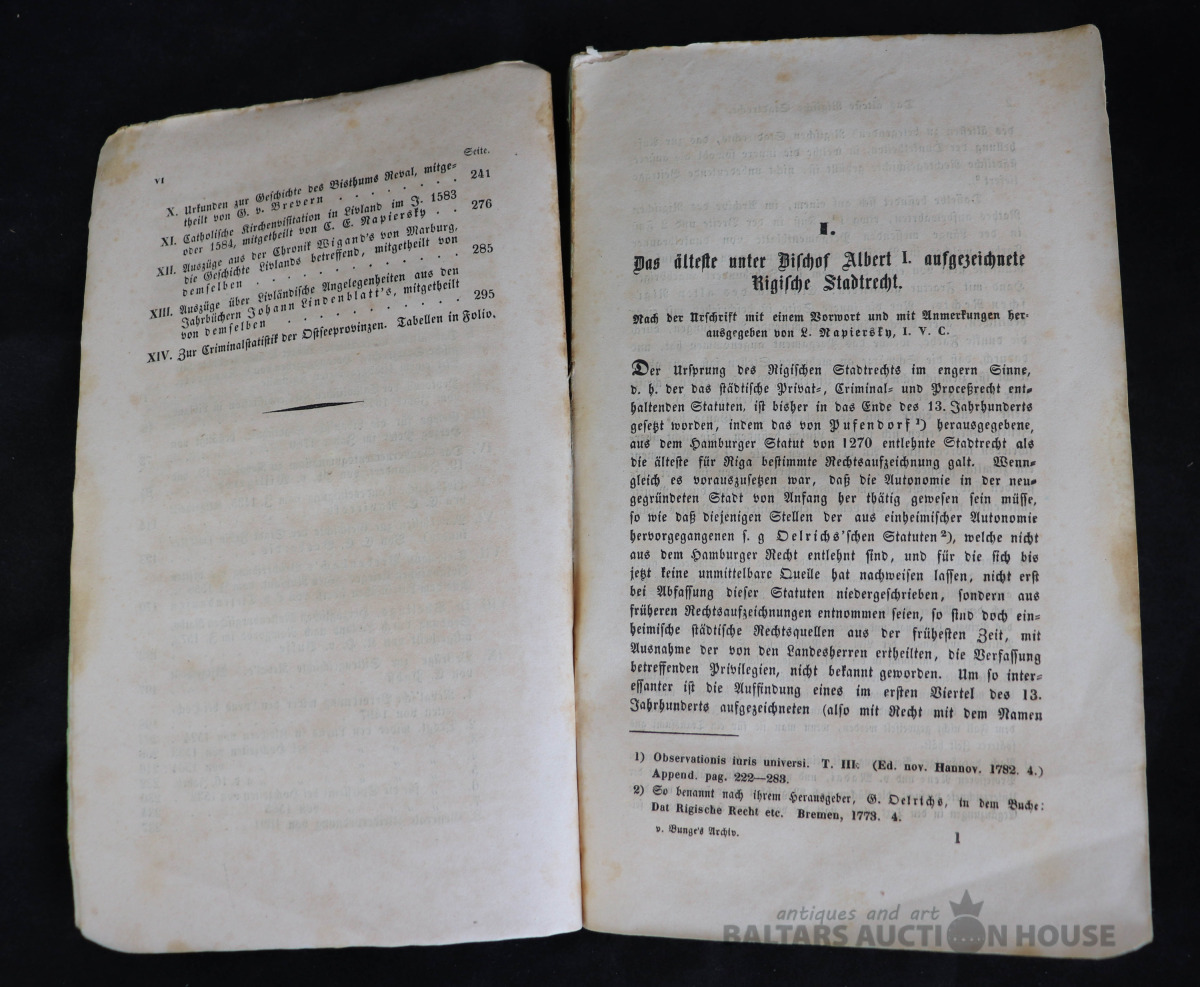 VI
Seite.
X. Urkunden zur Geschichte des Bisthums Reval, mitge-
theilt von G. v. Brevern . . . . . . . . 241
XI. Catholische Kirchenvisitation in Livland im J. 1583
oder 1584, mitgetheilt von C. E. Napiersky . . 276
XII. Auszüge aus der Chronik Wigand's von Marburg,
die Geschichte Livlands betreffend, mitgetheilt von
demselben . . . . . . . . . . . 285
XIII. Auszüge über Livländische Angelegenheiten aus den
Jahrbüchern Johann Lindenblatt's, mitgetheilt
von demselben . . . . . . . . . . 295
XIV. Zur Criminalstatistik der Ostseeprovinzen. Tabellen in Folio.
I.
Das älteste unter Bischof Albert I. aufgezeichnete
Rigische Stadtrecht.
Nach der Urschrift mit einem Vorwort und mit Anmerkungen her-
ausgegeben von L. Napiersky, I. V. C.
Der Ursprung des Rigischen Stadtrechts im engern Sinne,
d. h. der das städtische Privat-, Criminal- und Proceßrecht ent-
haltenden Statuten, ist bisher in das Ende des 13. Jahrhunderts
gesetzt worden, indem das von Pufendorf ¹) herausgegebene,
aus dem Hamburger Statut von 1270 entlehnte Stadtrecht als
die älteste für Riga bestimmte Rechtsaufzeichnung galt. Wenn-
gleich es vorauszusetzen war, daß die Autonomie in der neu-
gegründeten Stadt von Anfang her thätig gewesen sein müsse,
so wie daß diejenigen Stellen der aus einheimischer Autonomie
hervorgegangenen s. g Oelrichs'schen Statuten ²), welche nicht
aus dem Hamburger Recht entlehnt sind, und für die sich bis
jetzt keine unmittelbare Quelle hat nachweisen lassen, nicht erst
bei Abfassung dieser Statuten niedergeschrieben, sondern aus
früheren Rechtsaufzeichnungen entnommen seien, so sind doch ein-
heimische städtische Rechtsquellen aus der frühesten Zeit, mit
Ausnahme der von den Landesherren ertheilten, die Verfassung
betreffenden Privilegien, nicht bekannt geworden. Um so inter-
essanter ist die Auffindung eines im ersten Viertel des 13.
Jahrhunderts aufgezeichneten (also mit Recht mit dem Namen
1) Observationis iuris universi. T. III. (Ed. nov. Hannov. 1782. 4.)
Append. pag. 222—283.
2) So benannt nach ihrem Herausgeber, G. Oelrichs, in dem Buche:
Dat Rigische Recht etc. Bremen, 1773. 4.
v. Bunge's Archiv.
1
antiques and art
BALTARS AUCTION HOUSE